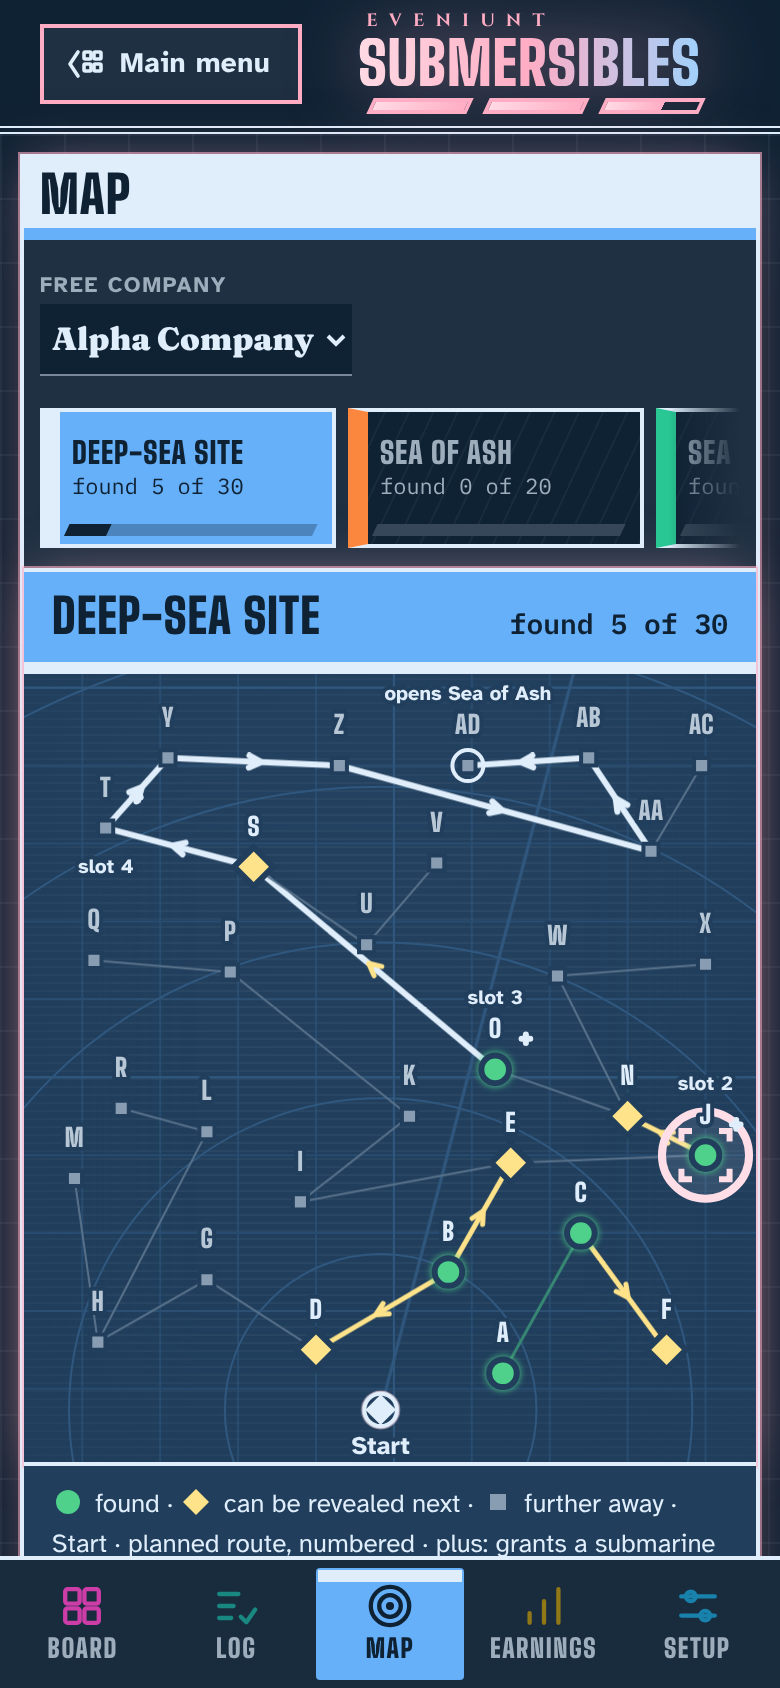 Main menu
EVENIUNT
SUBMERSIBLES
MAP
FREE COMPANY
Alpha Company
DEEP-SEA SITE
found 5 of 30
SEA OF ASH
found 0 of 20
SEA
foun
DEEP-SEA SITE
found 5 of 30
opens Sea of Ash
Y
Z
AD
AB
AC
T
S
V
AA
slot 4
Q
P
U
W
X
slot 3
O
R
L
K
N
slot 2
J
M
I
E
C
G
B
H
D
A
F
Start
found · can be revealed next · further away ·
Start · planned route, numbered · plus: grants a submarine
BOARD
LOG
MAP
EARNINGS
SETUP